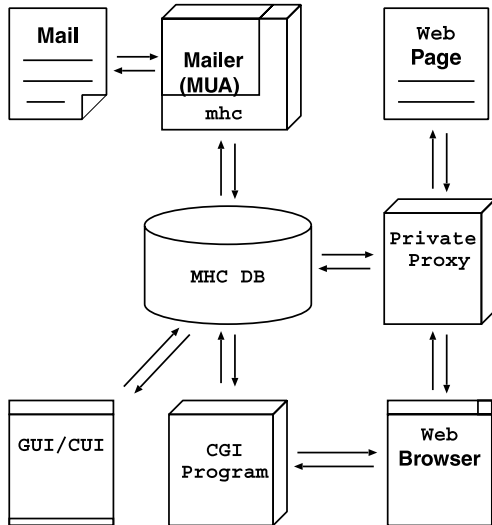 Mail
Mailer
(MUA)
mhc
Web
Page
MHC DB
Private
Proxy
GUI/CUI
CGI
Program
Web
Browser